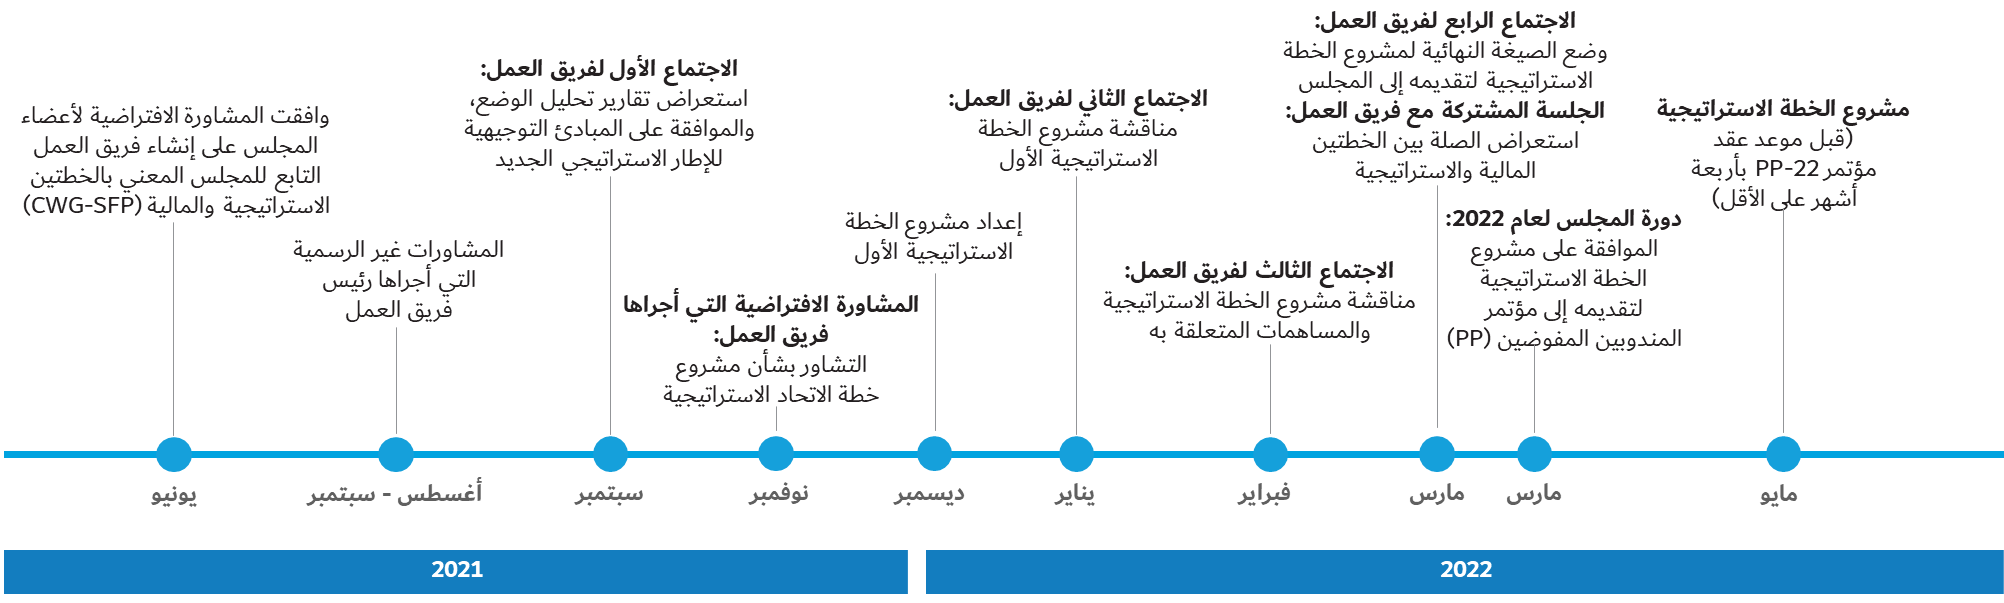 وافقت المشاورة الافتراضية لأعضاء
المجلس على إنشاء فريق العمل
التابع للمجلس المعني بالخطتين
الاستراتيجية والمالية (CWG-SFP)
المشاورات غير الرسمية
التي أجراها رئيس
فريق العمل
الاجتماع الأول لفريق العمل:
استعراض تقارير تحليل الوضع،
والموافقة على المبادئ التوجيهية
للإطار الاستراتيجي الجديد
المشاورة الافتراضية التي أجراها
فريق العمل:
التشاور بشأن مشروع
خطة الاتحاد الاستراتيجية
إعداد مشروع الخطة
الاستراتيجية الأول
الاجتماع الثاني لفريق العمل:
مناقشة مشروع الخطة
الاستراتيجية الأول
الاجتماع الثالث لفريق العمل:
مناقشة مشروع الخطة الاستراتيجية
والمساهمات المتعلقة به
الاجتماع الرابع لفريق العمل:
وضع الصيغة النهائية لمشروع الخطة
الاستراتيجية لتقديمه إلى المجلس
الجلسة المشتركة مع فريق العمل:
استعراض الصلة بين الخطتين
المالية والاستراتيجية
دورة المجلس لعام 2022:
الموافقة على مشروع
الخطة الاستراتيجية
لتقديمه إلى مؤتمر
المندوبين المفوضين (PP)
مشروع الخطة الاستراتيجية
(قبل موعد عقد
مؤتمر PP-22 بأربعة
أشهر على الأقل)
يونيو
أغسطس - سبتمبر
سبتمبر
نوفمبر
ديسمبر
يناير
فبراير
مارس
مارس
مايو
2021
2022